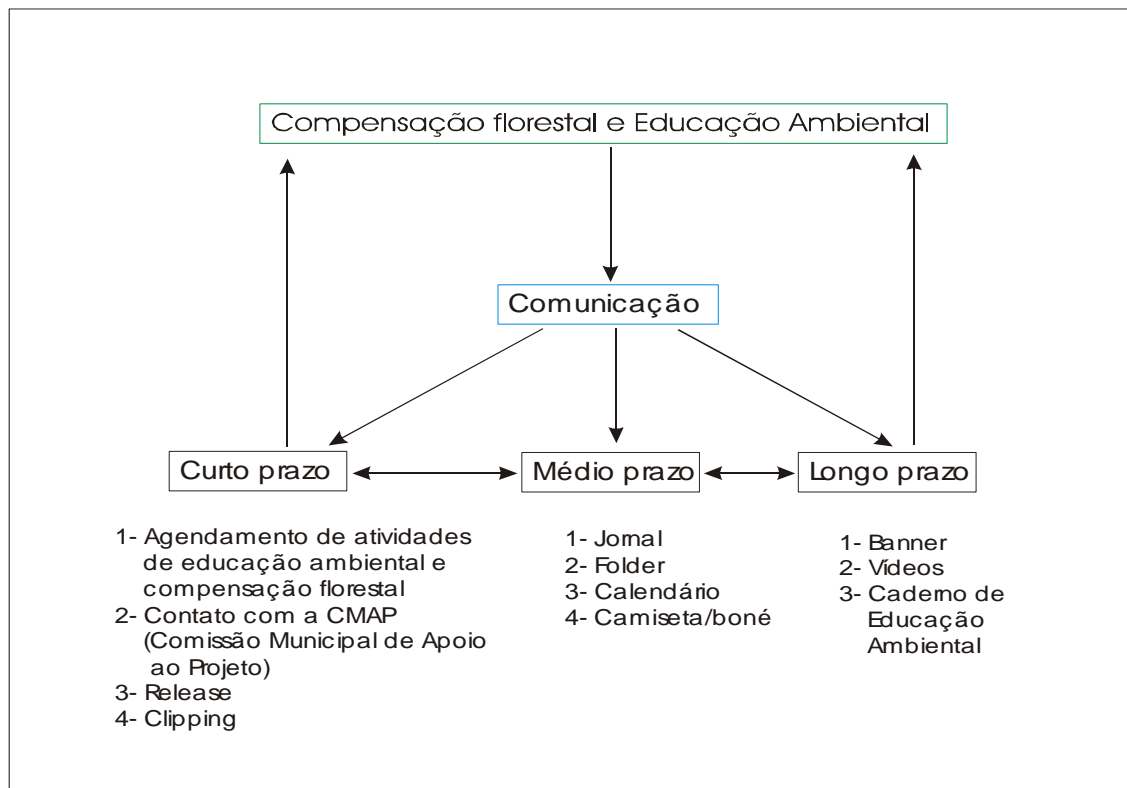 Compensação florestal e Educação Ambiental
Comunicação
Curto prazo
Médio prazo
Longo prazo
1- Agendamento de atividades
de educação ambiental e
compensação florestal
2- Contato com a CMAP
(Comissão Municipal de Apoio
ao Projeto)
3- Release
4- Clipping
1- Jornal
2- Folder
3- Calendário
4- Camiseta/boné
1- Banner
2- Vídeos
3- Caderno de
Educação
Ambiental